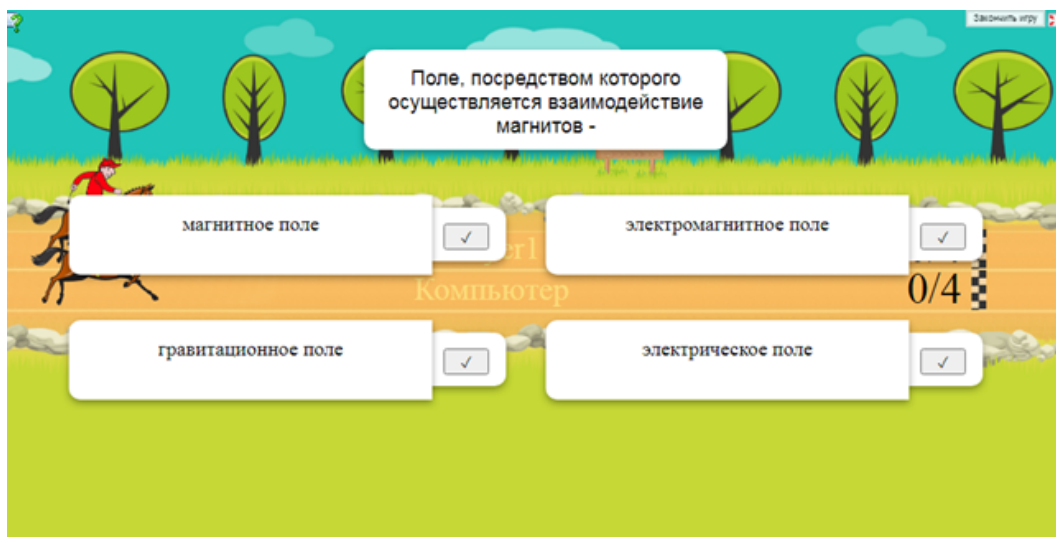 Закончить игру
Поле, посредством которого
осуществляется взаимодействие
магнитов -
магнитное поле
электромагнитное поле
Компьютер
0/4
гравитационное поле
электрическое поле